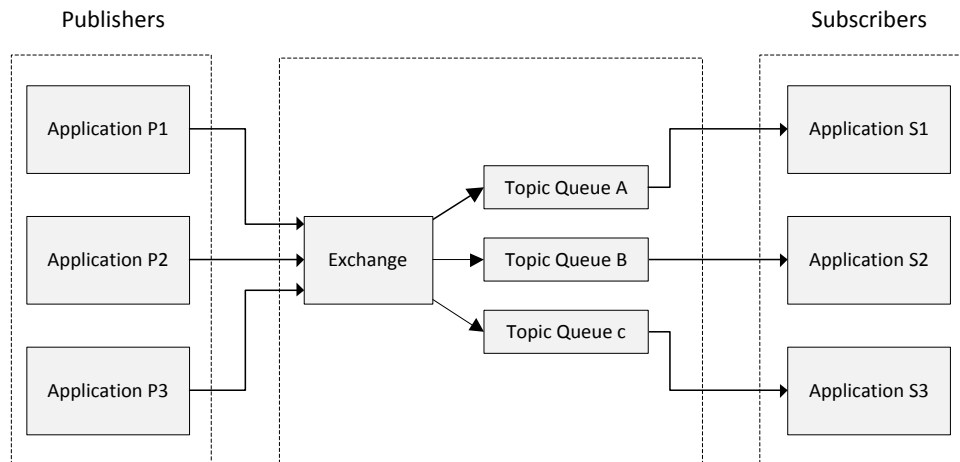 Publishers
Subscribers
Application P1
Application P2
Application P3
Exchange
Topic Queue A
Topic Queue B
Topic Queue c
Application S1
Application S2
Application S3